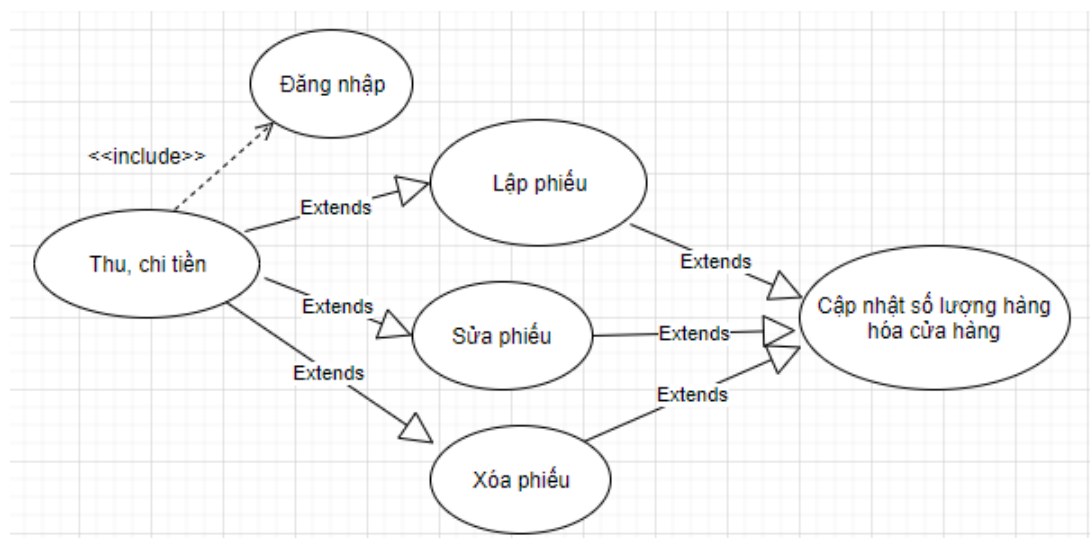 Đăng nhập
<<include>>
Lập phiếu
Extends
Thu, chi tiền
Extends
Cập nhật số lượng hàng
hóa cửa hàng
Extends
Sửa phiếu
Extends
Extends
Extends
Xóa phiếu